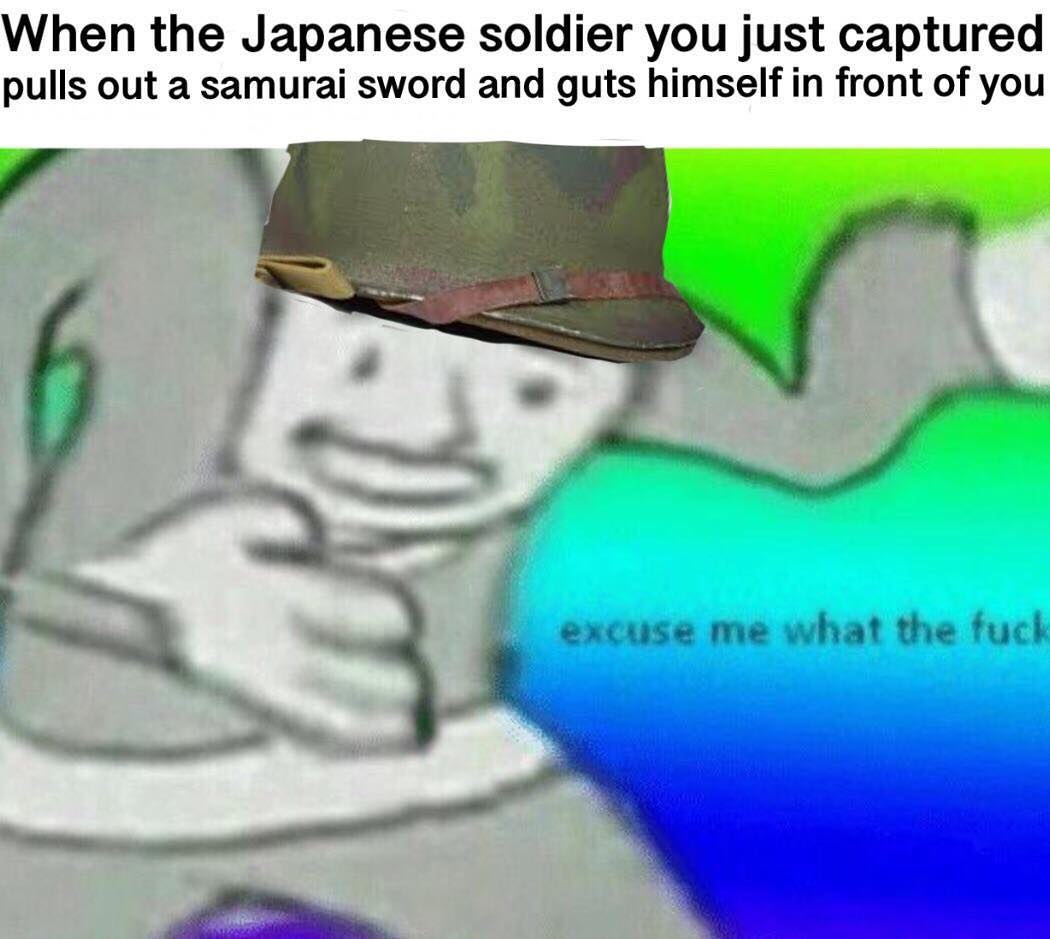 When the Japanese soldier you just captured
pulls out a samurai sword and guts himself in front of you
excuse me what the fuck